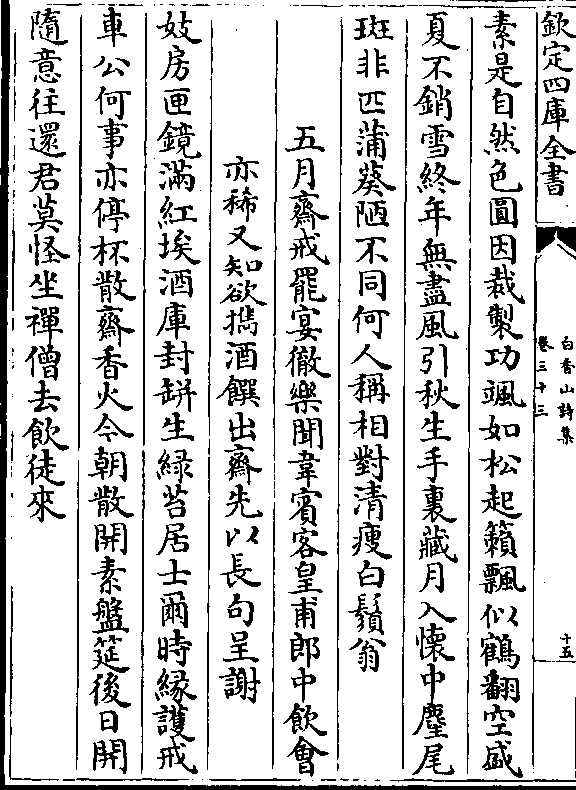 欽定四庫全書
白香山詩集
卷三十三
十五
素是自然色圓因裁製功颯如松起籟飄似鶴翻空盛
夏不銷雪終年無盡風引秋生手裏藏月入懷中麈尾
斑非匹蒲葵陋不同何人稱相對清瘦白鬚翁
五月齋戒罷宴徹樂聞韋賓客皇甫郎中飲會
亦稀又知欲擕酒饌出齋先以長句呈謝
妓房匣鏡滿紅埃酒庫封缾生緑苔居士爾時縁護戒
車公何事亦停杯散齋香火今朝散開素盤筵後日開
隨意往還君莫怪坐禪僧去飲徒來